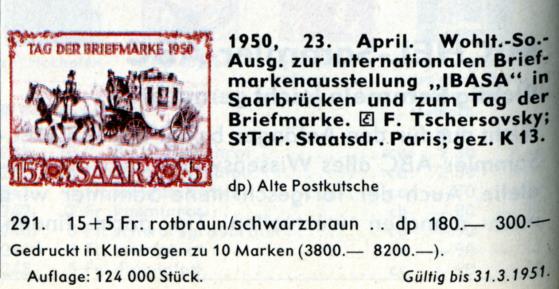 TAG DER BRIEFMARKE 1950
15 SAAR 5
1950, 23. April. Wohlt.-So.-
Ausg. zur Internationalen Brief-
markenausstellung „IBASA“ in
Saarbrücken und zum Tag der
Briefmarke. E F. Tschersovsky;
StTdr. Staatsdr. Paris; gez. K 13.
dp) Alte Postkutsche
291 15+5 Fr. rotbraun/schwarzbraun .. dp 180.— 300.—
Gedruckt in Kleinbogen zu 10 Marken (3800.— 8200.—).
Auflage: 124 000 Stück. Gültig bis 31.3.1951.